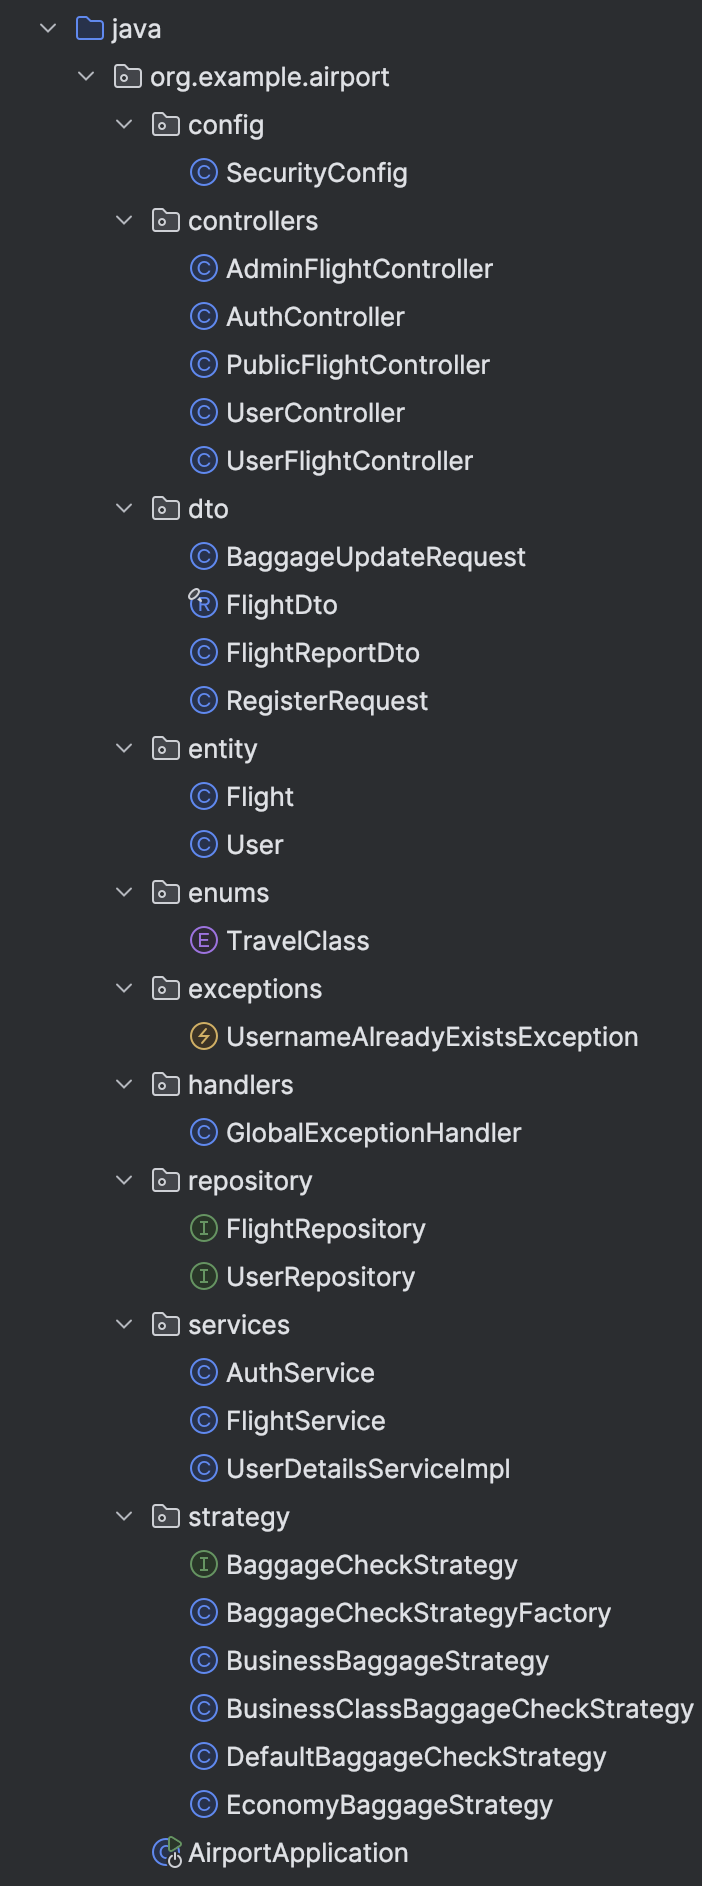 java
org.example.airport
config
SecurityConfig
controllers
AdminFlightController
AuthController
PublicFlightController
UserController
UserFlightController
dto
BaggageUpdateRequest
FlightDto
FlightReportDto
RegisterRequest
entity
Flight
User
enums
TravelClass
exceptions
UsernameAlreadyExistsException
handlers
GlobalExceptionHandler
repository
FlightRepository
UserRepository
services
AuthService
FlightService
UserDetailsServiceImpl
strategy
BaggageCheckStrategy
BaggageCheckStrategyFactory
BusinessBaggageStrategy
BusinessClassBaggageCheckStrategy
DefaultBaggageCheckStrategy
EconomyBaggageStrategy
AirportApplication